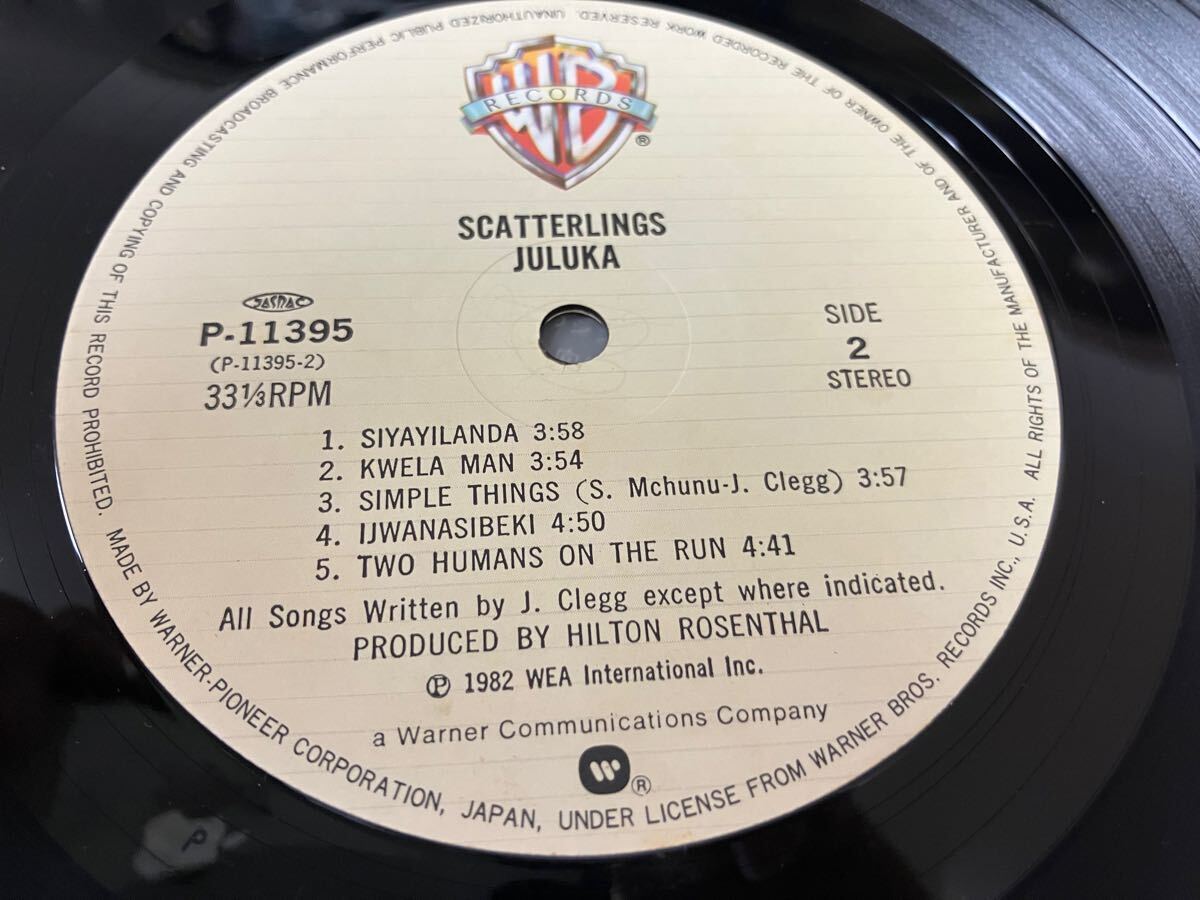 WB
RECORDS
®
SCATTERLINGS
JULUKA
JASRAC
P-11395
(P-11395-2)
33⅓RPM
SIDE
2
STEREO
1. SIYAYILANDA 3:58
2. KWELA MAN 3:54
3. SIMPLE THINGS (S. Mchunu-J. Clegg) 3:57
4. IJWANASIBEKI 4:50
5. TWO HUMANS ON THE RUN 4:41
All Songs Written by J. Clegg except where indicated.
PRODUCED BY HILTON ROSENTHAL
℗ 1982 WEA International Inc.
a Warner Communications Company
®
ALL RIGHTS OF THE MANUFACTURER AND OF THE OWNER OF THE RECORDED WORK RESERVED. UNAUTHORIZED PUBLIC PERFORMANCE BROADCASTING AND COPYING OF THIS RECORD PROHIBITED. MADE BY WARNER-PIONEER CORPORATION, JAPAN, UNDER LICENSE FROM WARNER BROS. RECORDS INC., U.S.A.
P